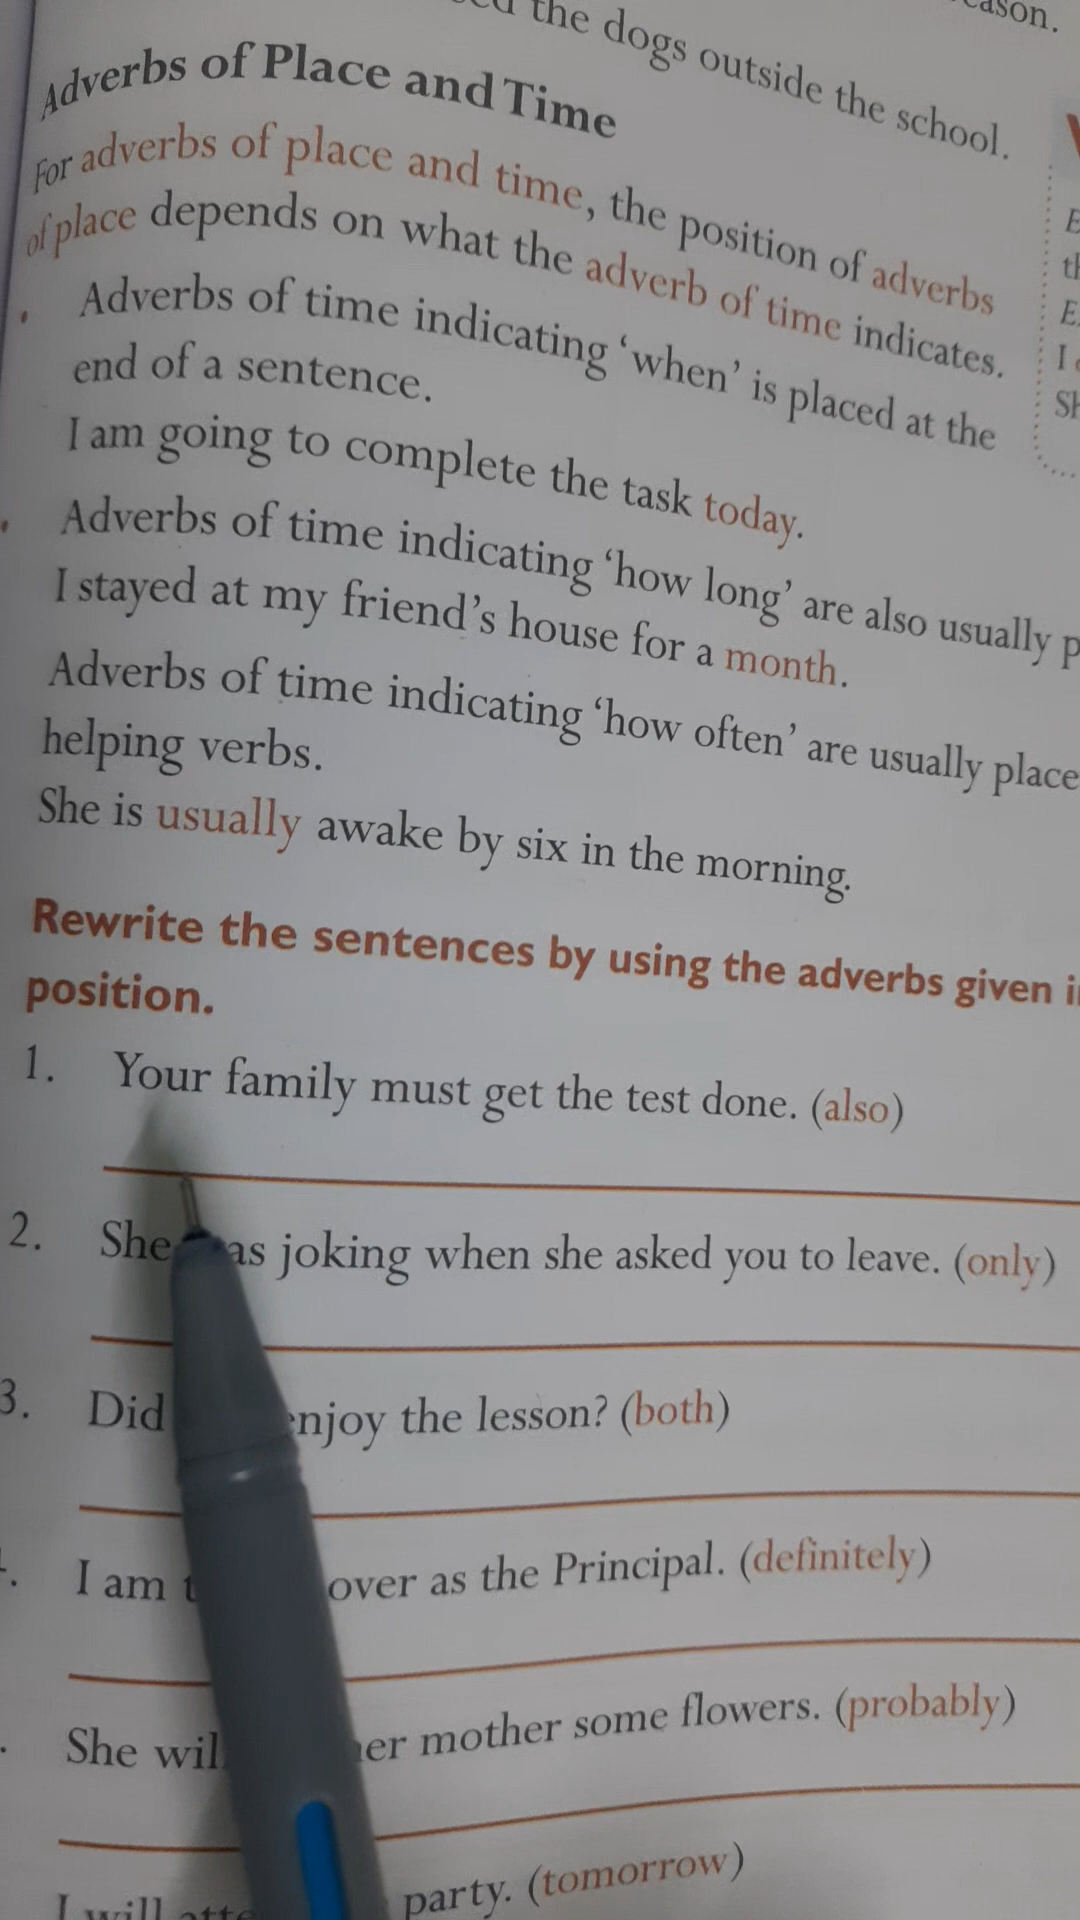 the dogs outside the school.
Adverbs of Place and Time
For adverbs of place and time, the position of adverbs
of place depends on what the adverb of time indicates.
• Adverbs of time indicating ‘when’ is placed at the
end of a sentence.
I am going to complete the task today.
• Adverbs of time indicating ‘how long’ are also usually
I stayed at my friend’s house for a month.
Adverbs of time indicating ‘how often’ are usually place
helping verbs.
She is usually awake by six in the morning.
Rewrite the sentences by using the adverbs given
position.
1. Your family must get the test done. (also)
2. She as joking when she asked you to leave. (only)
3. Did enjoy the lesson? (both)
I am over as the Principal. (definitely)
She wil her mother some flowers. (probably)
I will party. (tomorrow)